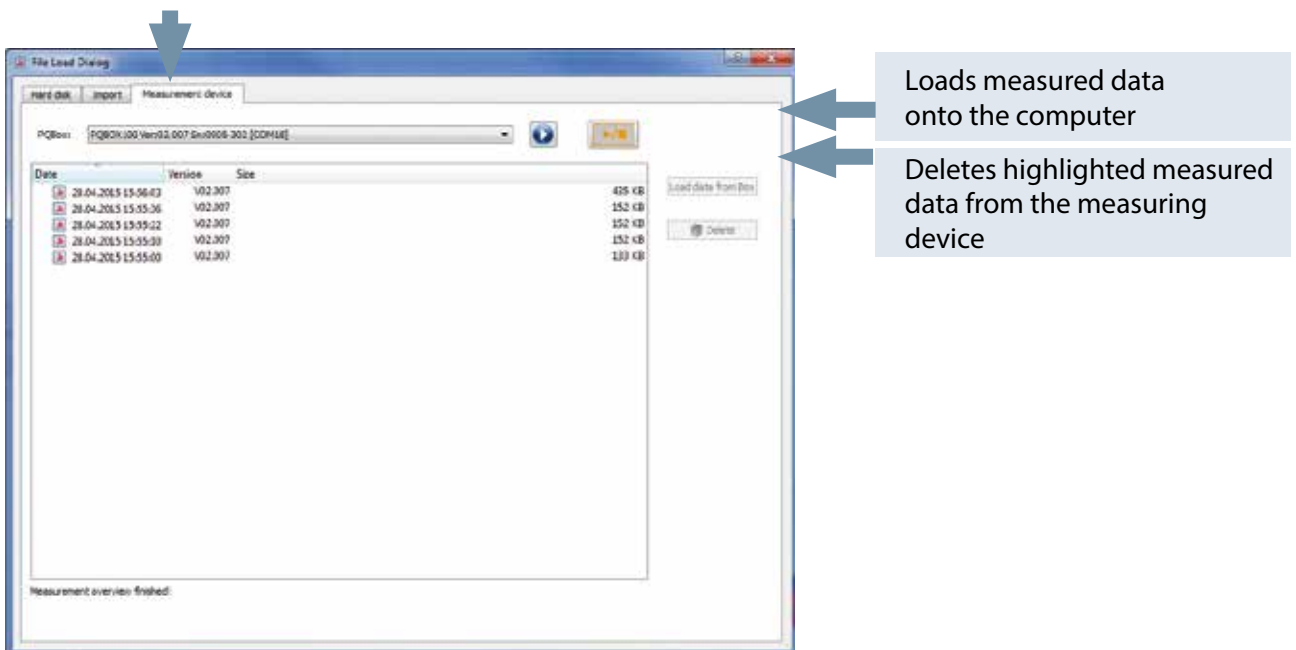 File Load Dialog
Hard disk Import Measurement device
PQBox: PQBOX100
Date Version Size
28.04.2015 15:56:03 V02.007 435 KB
28.04.2015 15:55:36 V02.007 152 KB
28.04.2015 15:55:22 V02.007 152 KB
28.04.2015 15:55: V02.007 152 KB
28.04.2015 15:55:00 V02.007 133 KB
Load data from Box
Delete
Measurement overview finished!
Loads measured data
onto the computer
Deletes highlighted measured
data from the measuring
device